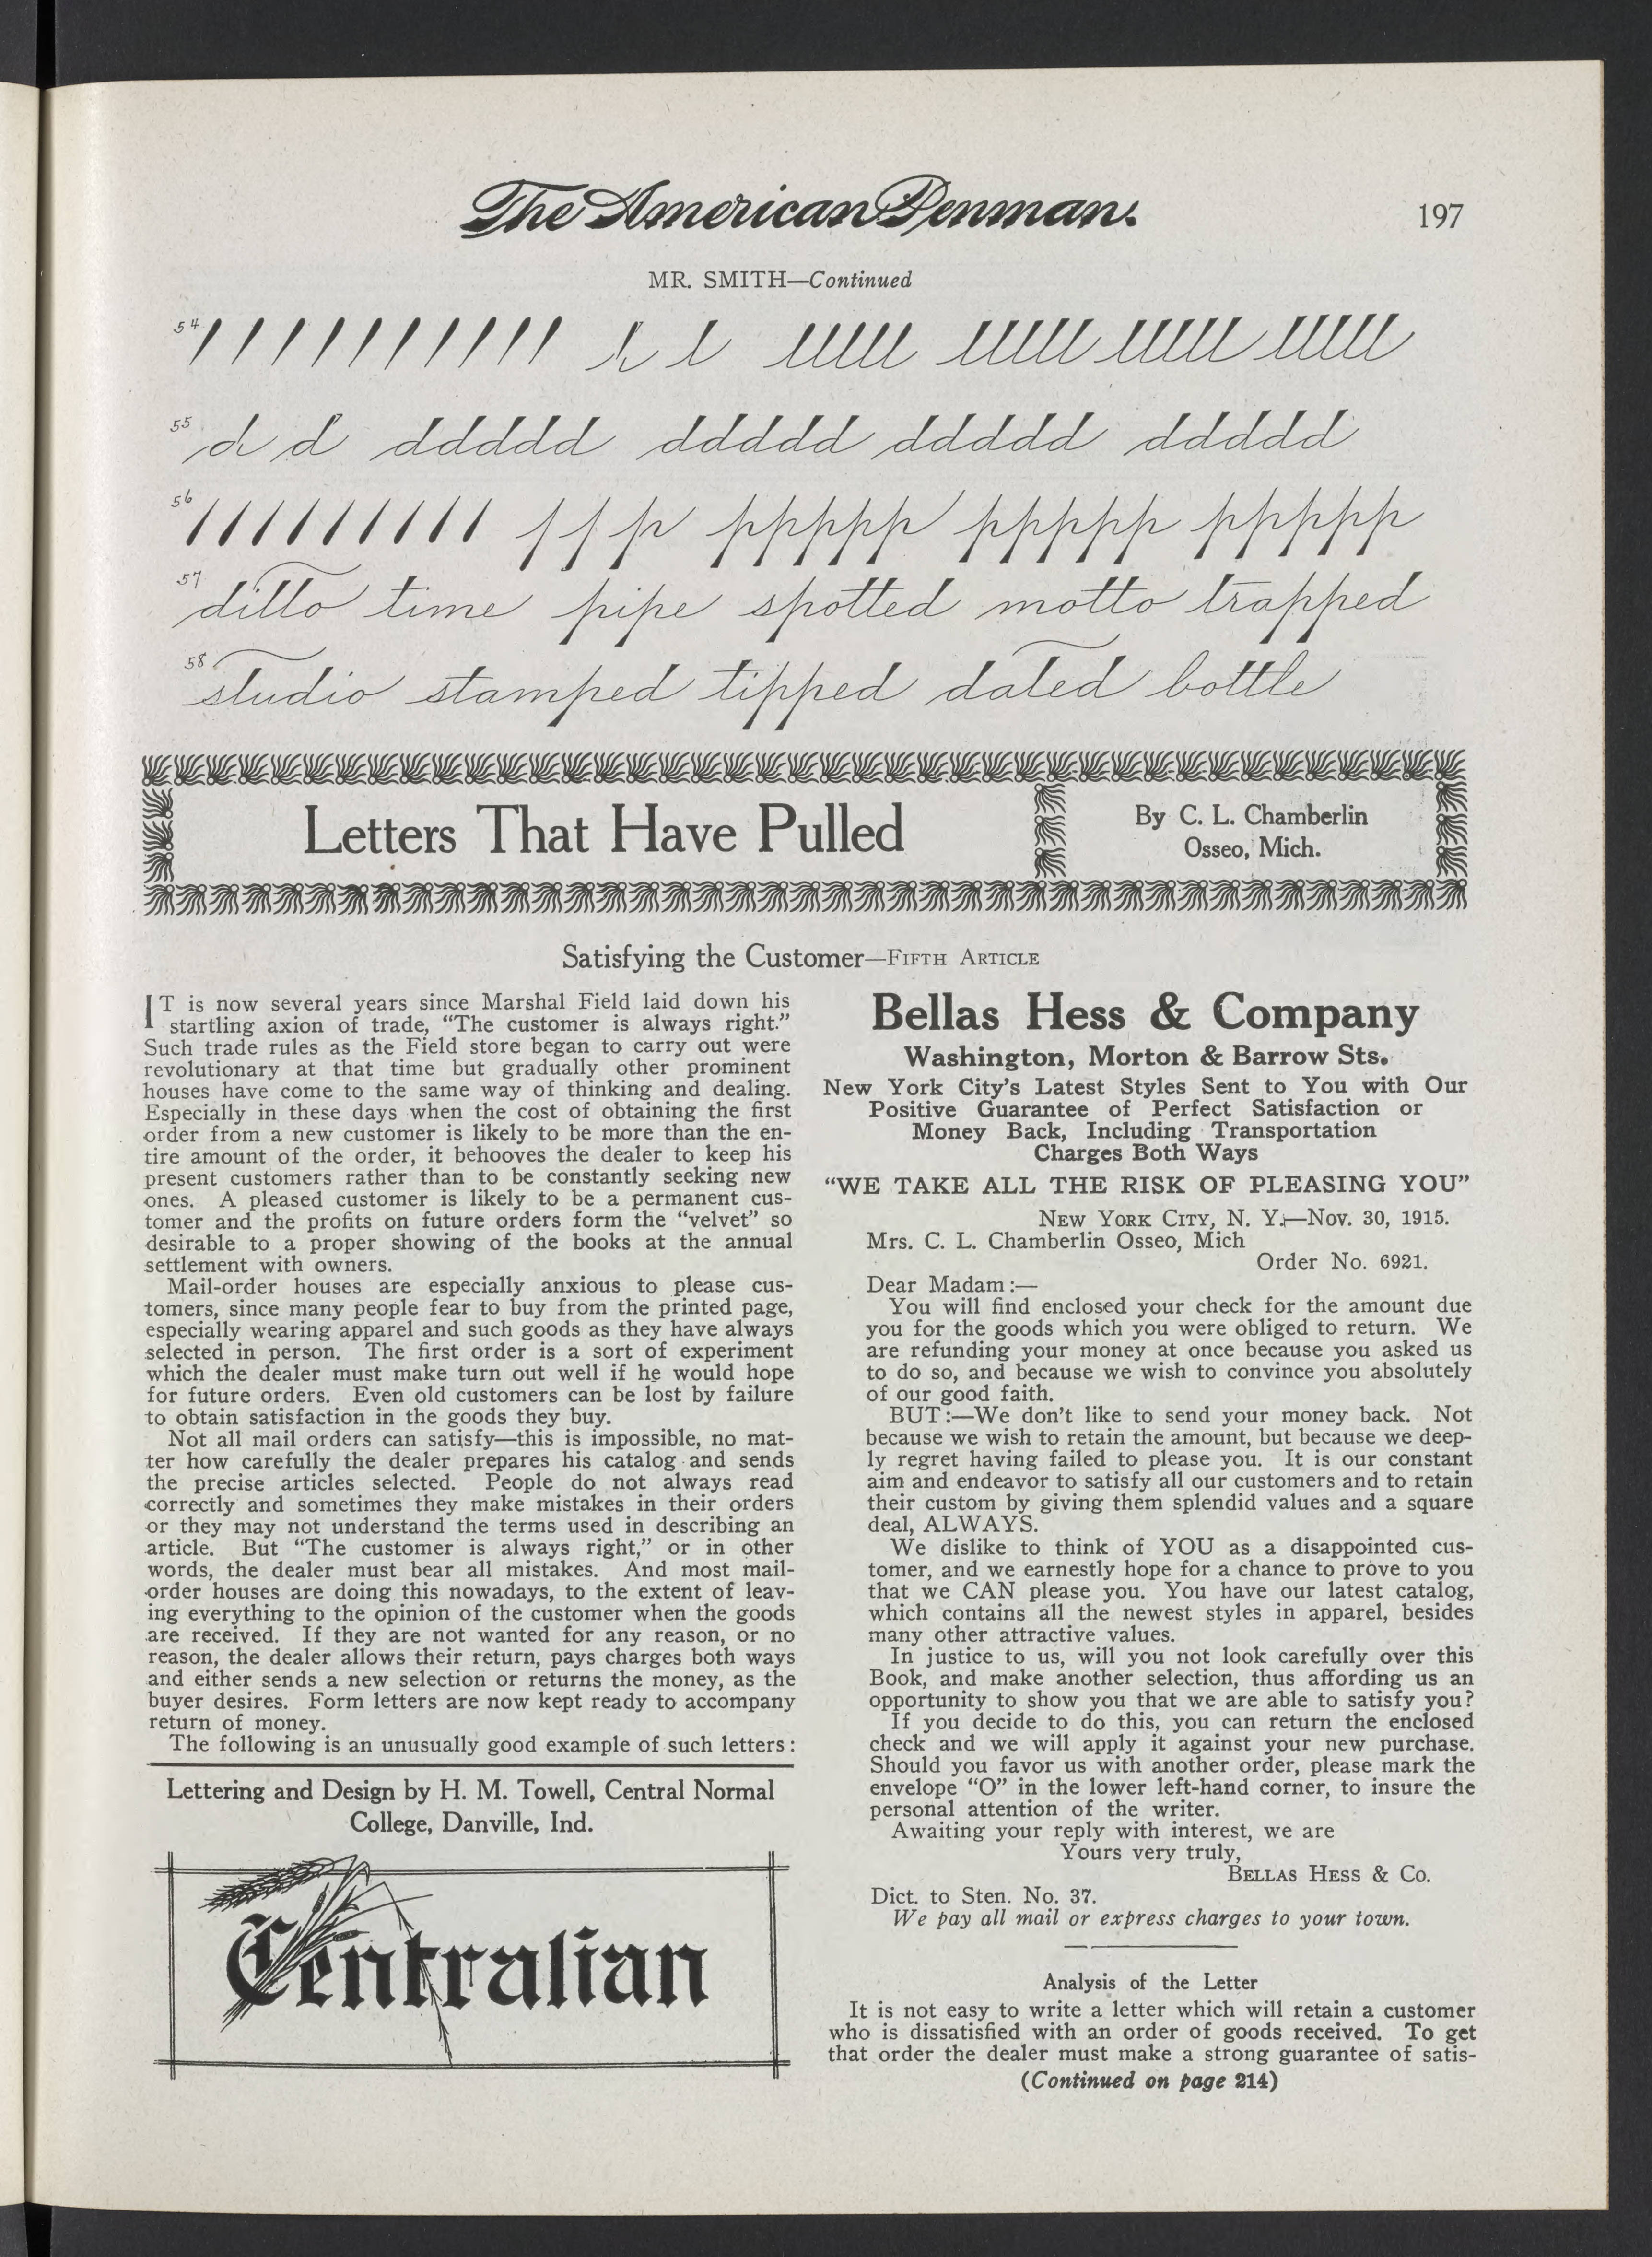 The American Penman.
197
MR. SMITH—Continued
54
t t t t t t t t t t t t t t t t t t t t t t
55
d d ddddd ddddd ddddd ddddd
56
p ppppp ppppp ppppp
57
ditto time pipe spotted motto trapped
58
studio stamped tipped dated bottle
Letters That Have Pulled
By C. L. Chamberlin
Osseo, Mich.
Satisfying the Customer—FIFTH ARTICLE
IT is now several years since Marshal Field laid down his
startling axion of trade, “The customer is always right.”
Such trade rules as the Field store began to carry out were
revolutionary at that time but gradually other prominent
houses have come to the same way of thinking and dealing.
Especially in these days when the cost of obtaining the first
order from a new customer is likely to be more than the en-
tire amount of the order, it behooves the dealer to keep his
present customers rather than to be constantly seeking new
ones. A pleased customer is likely to be a permanent cus-
tomer and the profits on future orders form the “velvet” so
desirable to a proper showing of the books at the annual
settlement with owners.
Mail-order houses are especially anxious to please cus-
tomers, since many people fear to buy from the printed page,
especially wearing apparel and such goods as they have always
selected in person. The first order is a sort of experiment
which the dealer must make turn out well if he would hope
for future orders. Even old customers can be lost by failure
to obtain satisfaction in the goods they buy.
Not all mail orders can satisfy—this is impossible, no mat-
ter how carefully the dealer prepares his catalog and sends
the precise articles selected. People do not always read
correctly and sometimes they make mistakes in their orders
or they may not understand the terms used in describing an
article. But “The customer is always right,” or in other
words, the dealer must bear all mistakes. And most mail-
order houses are doing this nowadays, to the extent of leav-
ing everything to the opinion of the customer when the goods
are received. If they are not wanted for any reason, or no
reason, the dealer allows their return, pays charges both ways
and either sends a new selection or returns the money, as the
buyer desires. Form letters are now kept ready to accompany
return of money.
The following is an unusually good example of such letters:
Lettering and Design by H. M. Towell, Central Normal
College, Danville, Ind.
Centralian
Bellas Hess & Company
Washington, Morton & Barrow Sts.
New York City’s Latest Styles Sent to You with Our
Positive Guarantee of Perfect Satisfaction or
Money Back, Including Transportation
Charges Both Ways
“WE TAKE ALL THE RISK OF PLEASING YOU”
NEW YORK CITY, N. Y.—Nov. 30, 1915.
Mrs. C. L. Chamberlin Osseo, Mich
Order No. 6921.
Dear Madam:—
You will find enclosed your check for the amount due
you for the goods which you were obliged to return. We
are refunding your money at once because you asked us
to do so, and because we wish to convince you absolutely
of our good faith.
BUT:—We don’t like to send your money back. Not
because we wish to retain the amount, but because we deep-
ly regret having failed to please you. It is our constant
aim and endeavor to satisfy all our customers and to retain
their custom by giving them splendid values and a square
deal, ALWAYS.
We dislike to think of YOU as a disappointed cus-
tomer, and we earnestly hope for a chance to prove to you
that we CAN please you. You have our latest catalog,
which contains all the newest styles in apparel, besides
many other attractive values.
In justice to us, will you not look carefully over this
Book, and make another selection, thus affording us an
opportunity to show you that we are able to satisfy you?
If you decide to do this, you can return the enclosed
check and we will apply it against your new purchase.
Should you favor us with another order, please mark the
envelope “O” in the lower left-hand corner, to insure the
personal attention of the writer.
Awaiting your reply with interest, we are
Yours very truly,
BELLAS HESS & CO.
Dict. to Sten. No. 37.
We pay all mail or express charges to your town.
Analysis of the Letter
It is not easy to write a letter which will retain a customer
who is dissatisfied with an order of goods received. To get
that order the dealer must make a strong guarantee of satis-
(Continued on page 214)